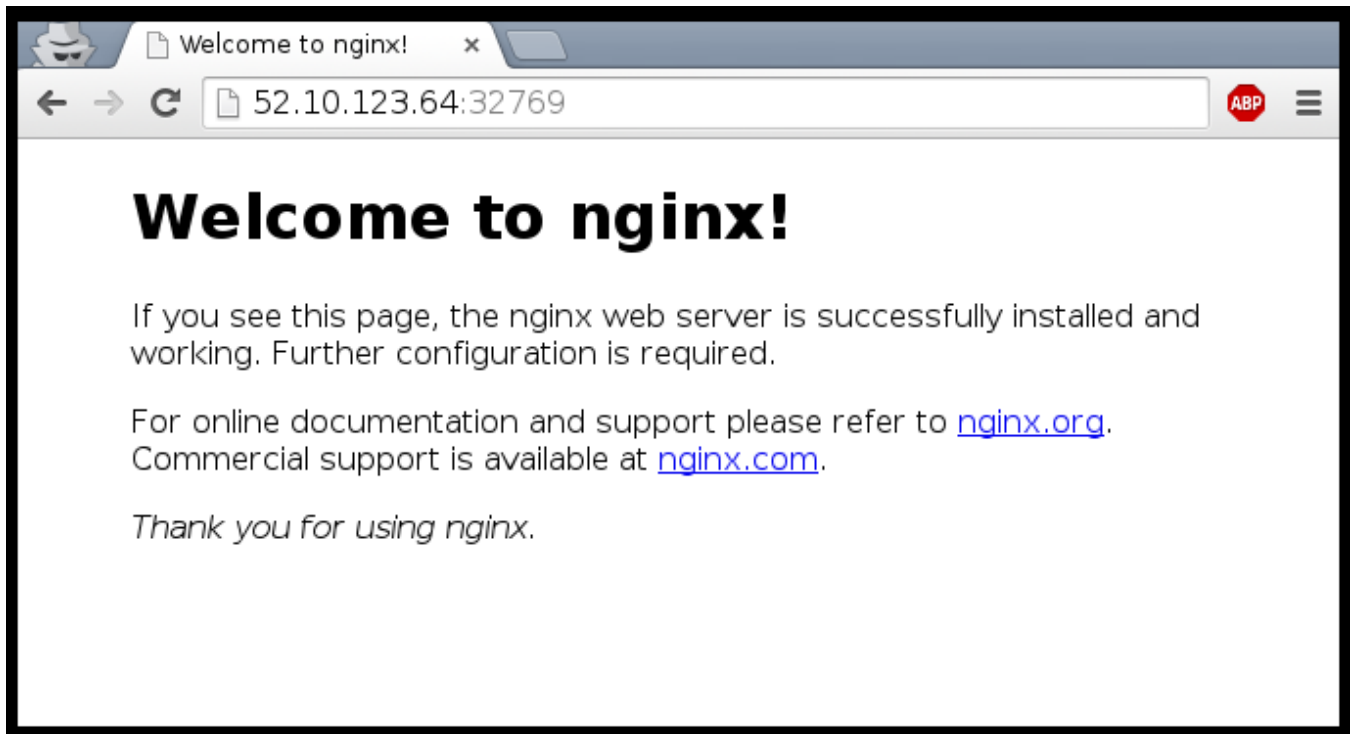 Welcome to nginx!
52.10.123.64:32769
ABP
Welcome to nginx!
If you see this page, the nginx web server is successfully installed and
working. Further configuration is required.
For online documentation and support please refer to nginx.org.
Commercial support is available at nginx.com.
Thank you for using nginx.